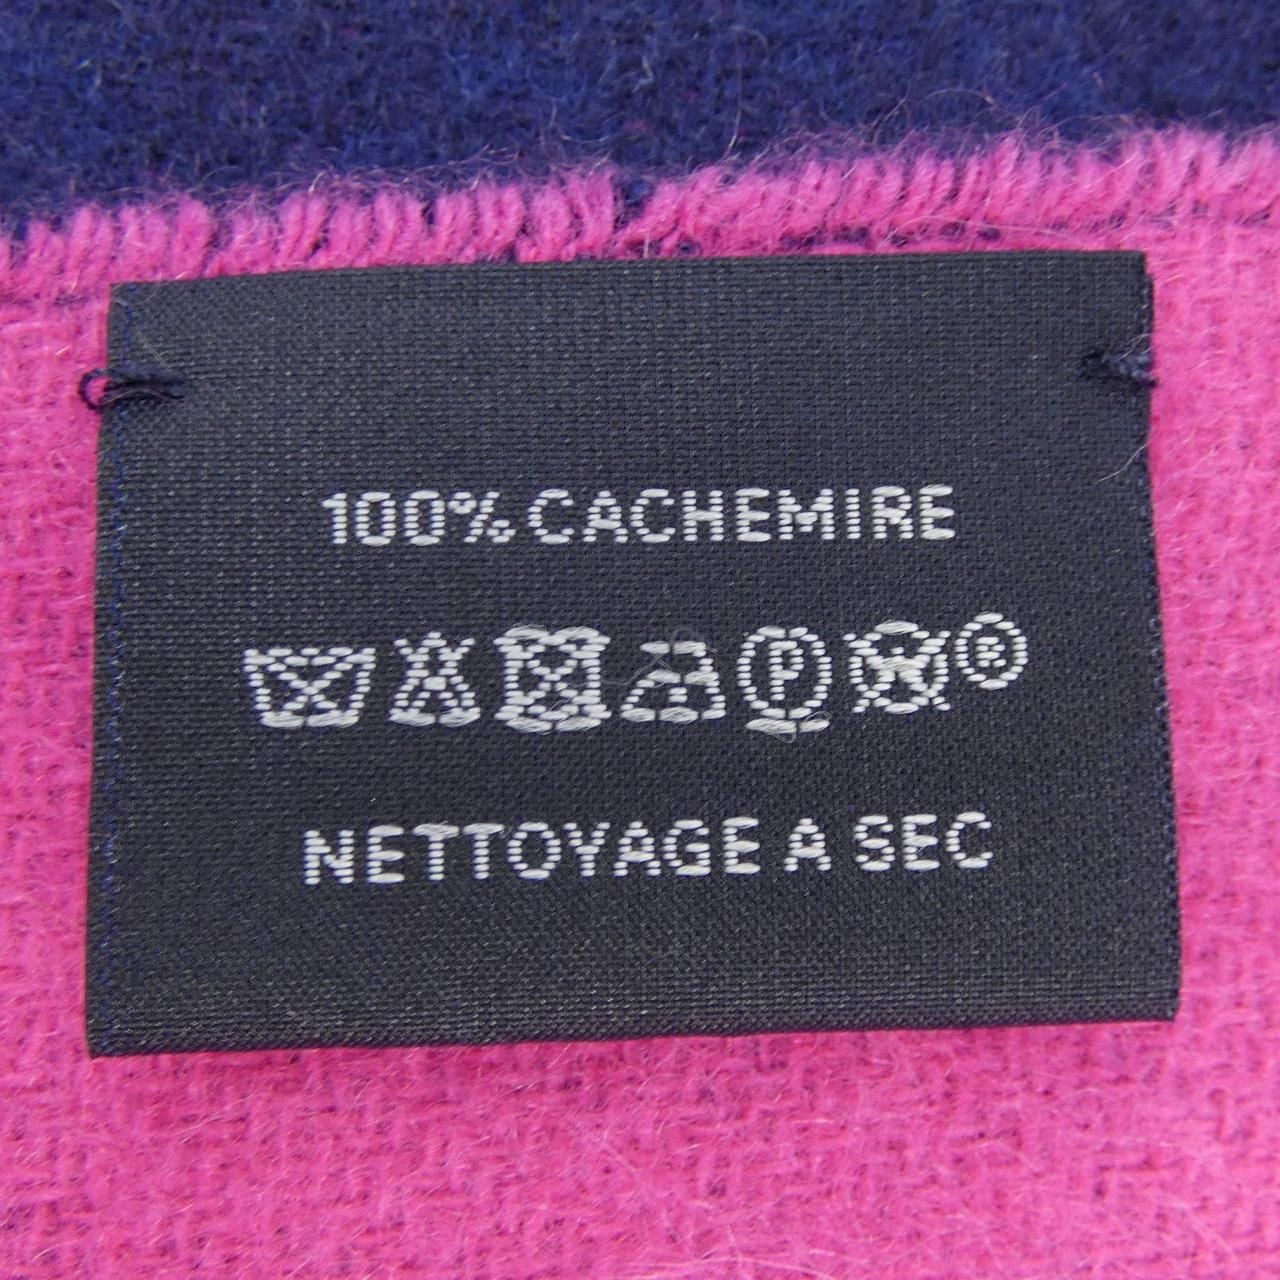 100% CACHEMIRE
P W ®
NETTOYAGE A SEC